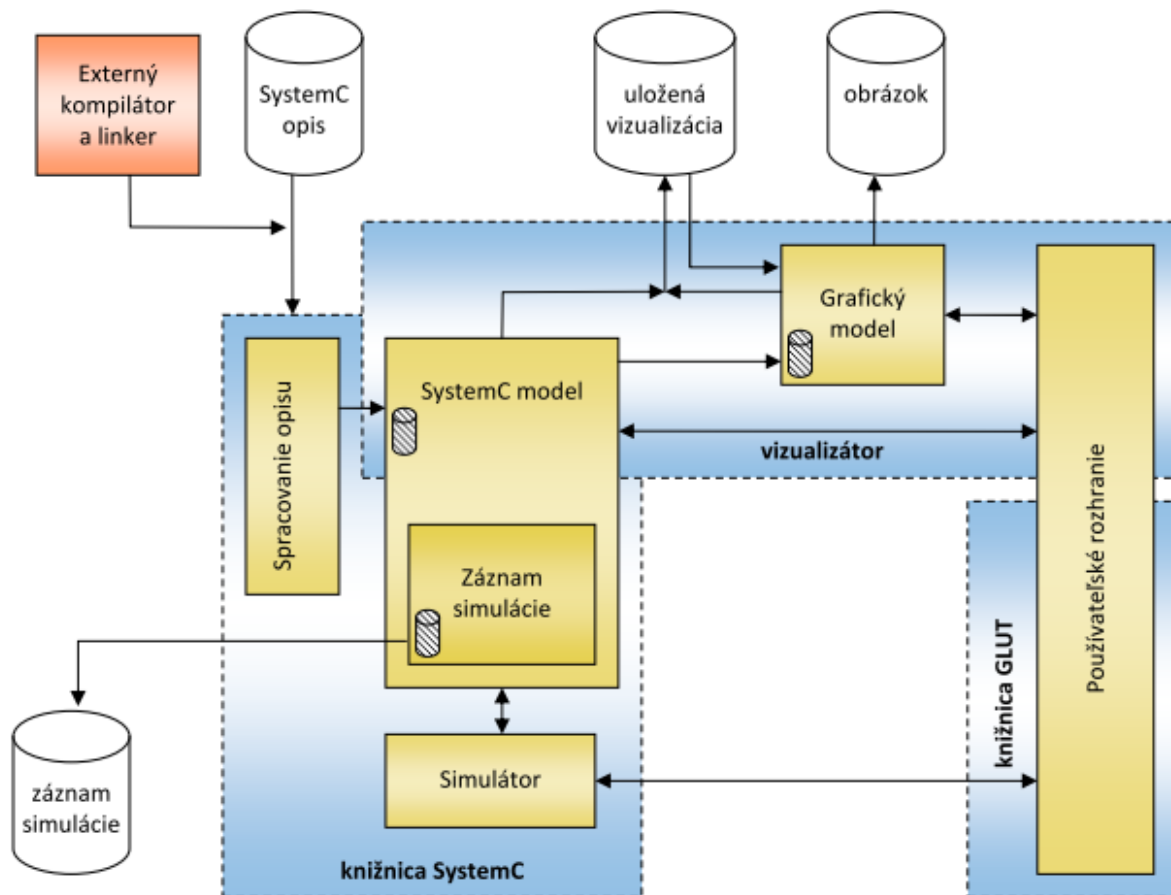 Externý
kompilátor
a linker
SystemC
opis
uložená
vizualizácia
obrázok
Grafický
model
SystemC model
vizualizátor
Spracovanie opisu
Záznam
simulácie
Používateľské rozhranie
knižnica GLUT
Simulátor
záznam
simulácie
knižnica SystemC